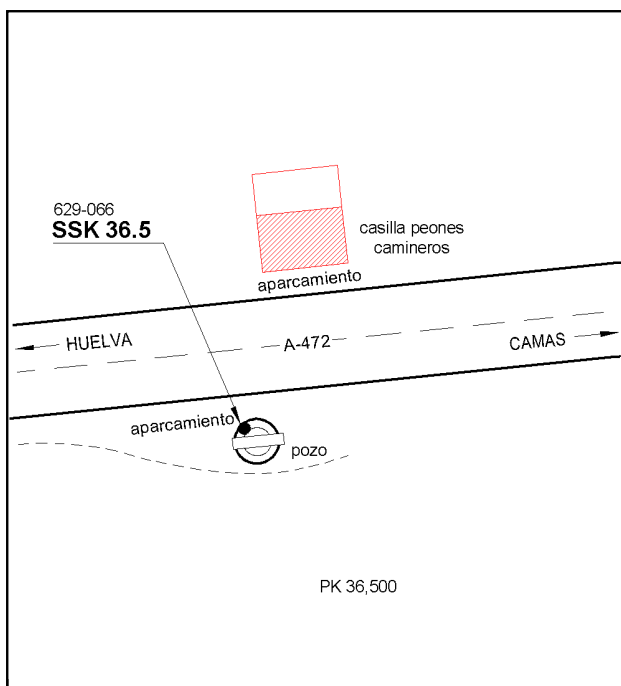 629-066
SSK 36.5
casilla peones
camineros
aparcamiento
HUELVA
A-472
CAMAS
aparcamiento
pozo
PK 36,500